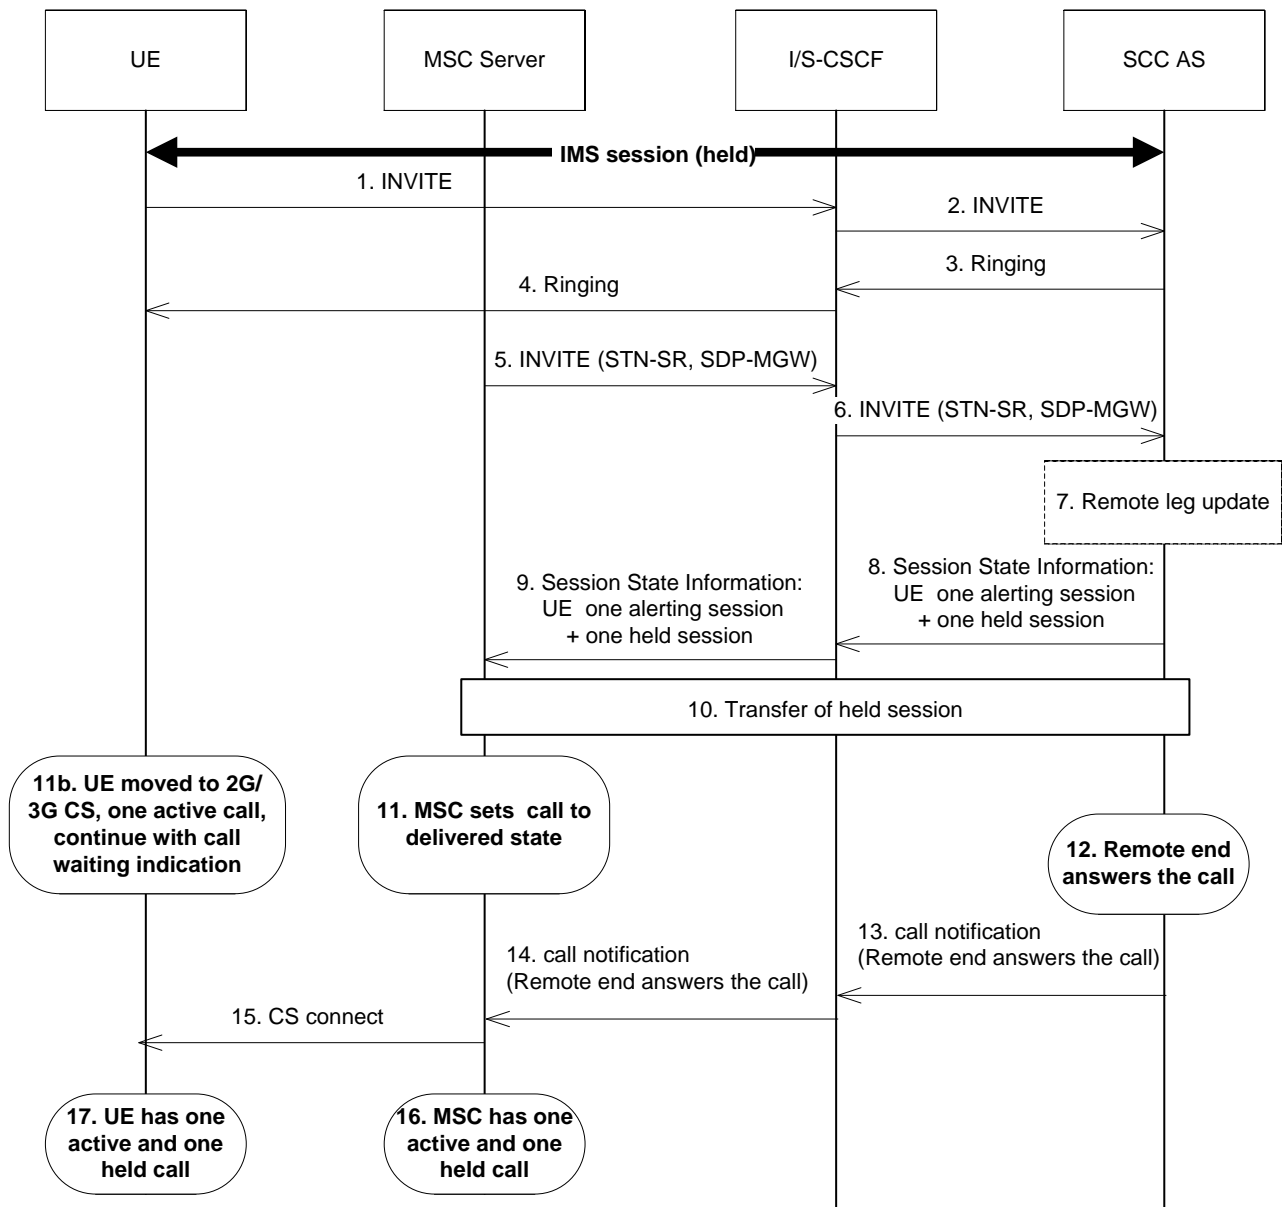 UE
MSC Server
I/S-CSCF
SCC AS
IMS session (held)
1. INVITE
2. INVITE
3. Ringing
4. Ringing
5. INVITE (STN-SR, SDP-MGW)
6. INVITE (STN-SR, SDP-MGW)
7. Remote leg update
8. Session State Information:
UE one alerting session
+ one held session
9. Session State Information:
UE one alerting session
+ one held session
10. Transfer of held session
11b. UE moved to 2G/
3G CS, one active call,
continue with call
waiting indication
11. MSC sets call to
delivered state
12. Remote end
answers the call
13. call notification
(Remote end answers the call)
14. call notification
(Remote end answers the call)
15. CS connect
17. UE has one
active and one
held call
16. MSC has one
active and one
held call